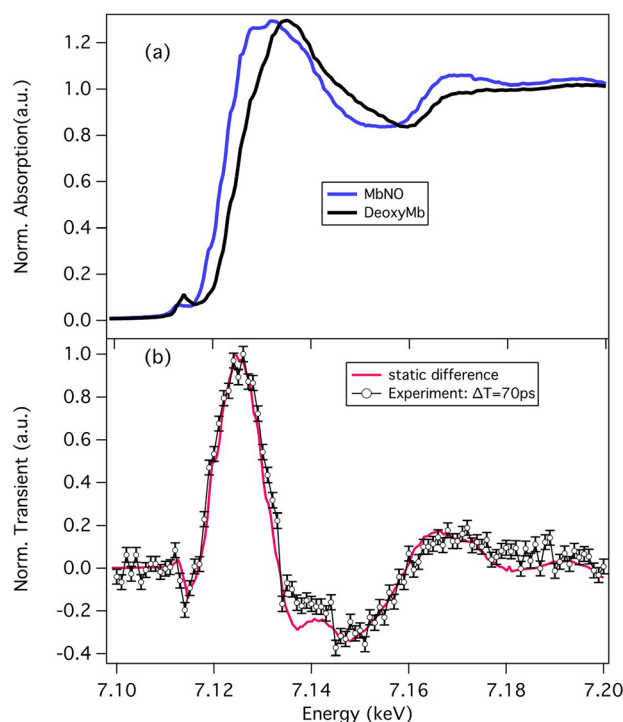 (a)
Norm. Absorption(a.u.)
1.2
1.0
0.8
0.6
0.4
0.2
0.0
MbNO
DeoxyMb
(b)
Norm. Transient (a.u.)
1.0
0.8
0.6
0.4
0.2
0.0
-0.2
-0.4
static difference
Experiment: ΔT=70ps
7.10 7.12 7.14 7.16 7.18 7.20
Energy (keV)